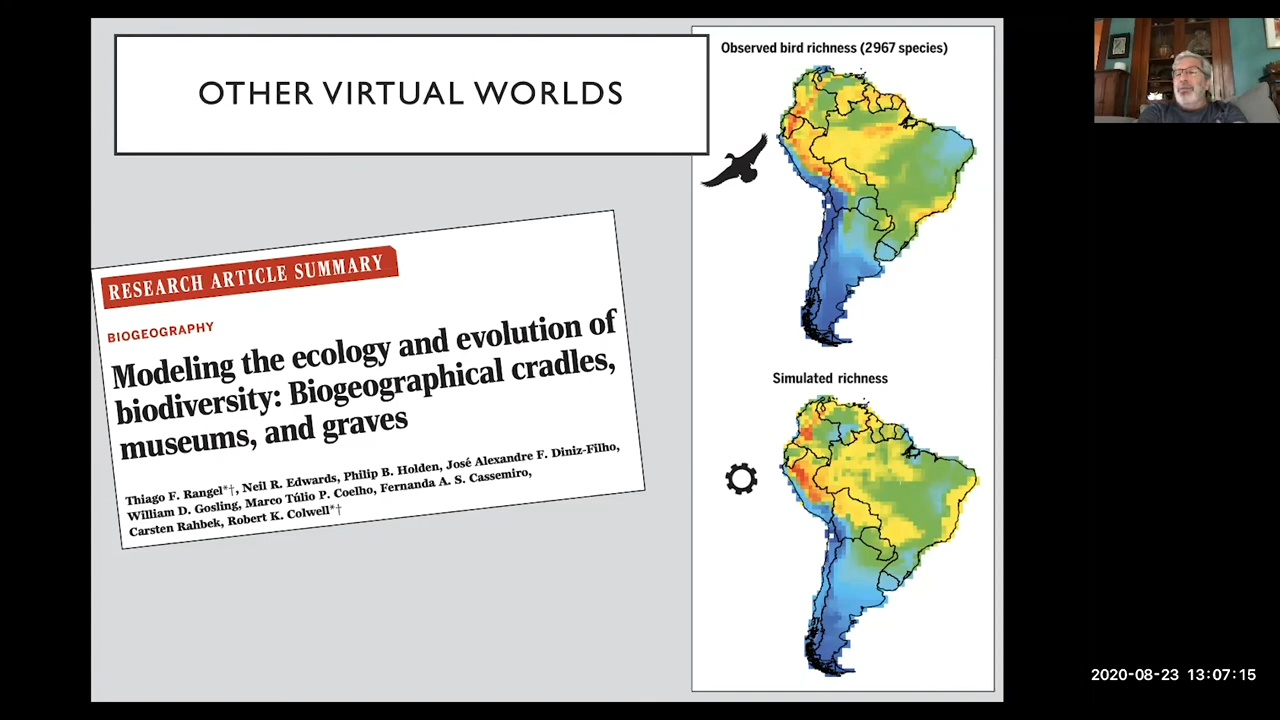 OTHER VIRTUAL WORLDS
RESEARCH ARTICLE SUMMARY
BIOGEOGRAPHY
Modeling the ecology and evolution of
biodiversity: Biogeographical cradles,
museums, and graves
Thiago F. Rangel*†, Neil R. Edwards, Philip B. Holden, José Alexandre F. Diniz-Filho,
William D. Gosling, Marco Túlio P. Coelho, Fernanda A. S. Cassemiro,
Carsten Rahbek, Robert K. Colwell*†
Observed bird richness (2967 species)
Simulated richness
2020-08-23 13:07:15